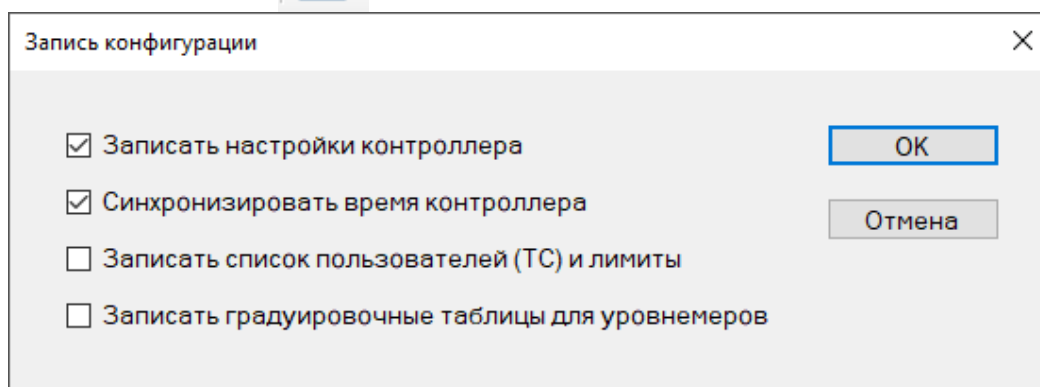 Запись конфигурации
Записать настройки контроллера
OK
Синхронизировать время контроллера
Отмена
Записать список пользователей (ТС) и лимиты
Записать градуировочные таблицы для уровнемеров